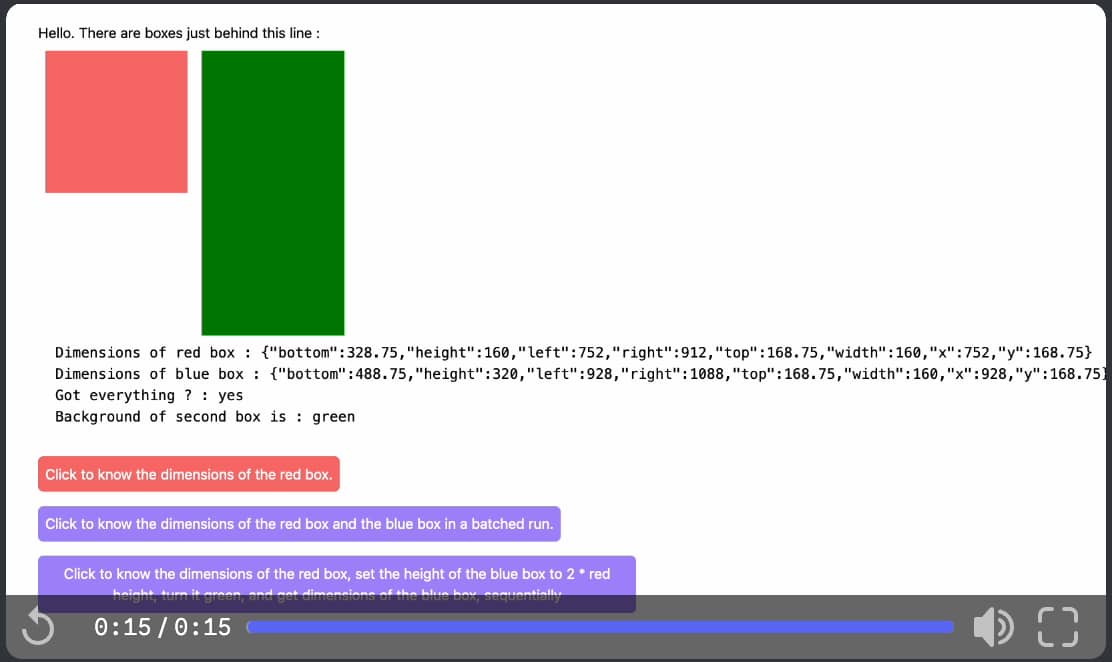 Hello. There are boxes just behind this line :
Dimensions of red box : {"bottom":328.75,"height":160,"left":752,"right":912,"top":168.75,"width":160,"x":752,"y":168.75}
Dimensions of blue box : {"bottom":488.75,"height":320,"left":928,"right":1088,"top":168.75,"width":160,"x":928,"y":168.75}
Got everything ? : yes
Background of second box is : green
Click to know the dimensions of the red box.
Click to know the dimensions of the red box and the blue box in a batched run.
Click to know the dimensions of the red box, set the height of the blue box to 2 * red
height, turn it green, and get dimensions of the blue box, sequentially
0:15 / 0:15